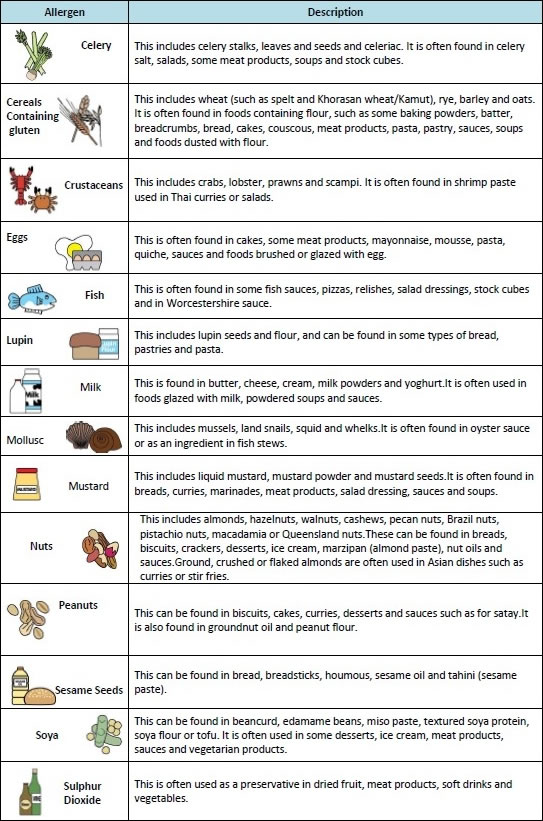 Allergen Description
Celery
This includes celery stalks, leaves and seeds and celeriac. It is often found in celery
salt, salads, some meat products, soups and stock cubes.
Cereals
Containing
gluten
This includes wheat (such as spelt and Khorasan wheat/Kamut), rye, barley and oats.
It is often found in foods containing flour, such as some baking powders, batter,
breadcrumbs, bread, cakes, couscous, meat products, pasta, pastry, sauces, soups
and foods dusted with flour.
Crustaceans
This includes crabs, lobster, prawns and scampi. It is often found in shrimp paste
used in Thai curries or salads.
Eggs
This is often found in cakes, some meat products, mayonnaise, mousse, pasta,
quiche, sauces and foods brushed or glazed with egg.
Fish
This is often found in some fish sauces, pizzas, relishes, salad dressings, stock cubes
and in Worcestershire sauce.
Lupin
This includes lupin seeds and flour, and can be found in some types of bread,
pastries and pasta.
Milk
Milk
This is found in butter, cheese, cream, milk powders and yoghurt.It is often used in
foods glazed with milk, powdered soups and sauces.
Mollusc
This includes mussels, land snails, squid and whelks.It is often found in oyster sauce
or as an ingredient in fish stews.
MUSTARD
Mustard
This includes liquid mustard, mustard powder and mustard seeds.It is often found in
breads, curries, marinades, meat products, salad dressing, sauces and soups.
Nuts
This includes almonds, hazelnuts, walnuts, cashews, pecan nuts, Brazil nuts,
pistachio nuts, macadamia or Queensland nuts.These can be found in breads,
biscuits, crackers, desserts, ice cream, marzipan (almond paste), nut oils and
sauces.Ground, crushed or flaked almonds are often used in Asian dishes such as
curries or stir fries.
Peanuts
This can be found in biscuits, cakes, curries, desserts and sauces such as for satay.It
is also found in groundnut oil and peanut flour.
Sesame Seeds
This can be found in bread, breadsticks, houmous, sesame oil and tahini (sesame
paste).
Soya
This can be found in beancurd, edamame beans, miso paste, textured soya protein,
soya flour or tofu. It is often used in some desserts, ice cream, meat products,
sauces and vegetarian products.
Sulphur
Dioxide
This is often used as a preservative in dried fruit, meat products, soft drinks and
vegetables.